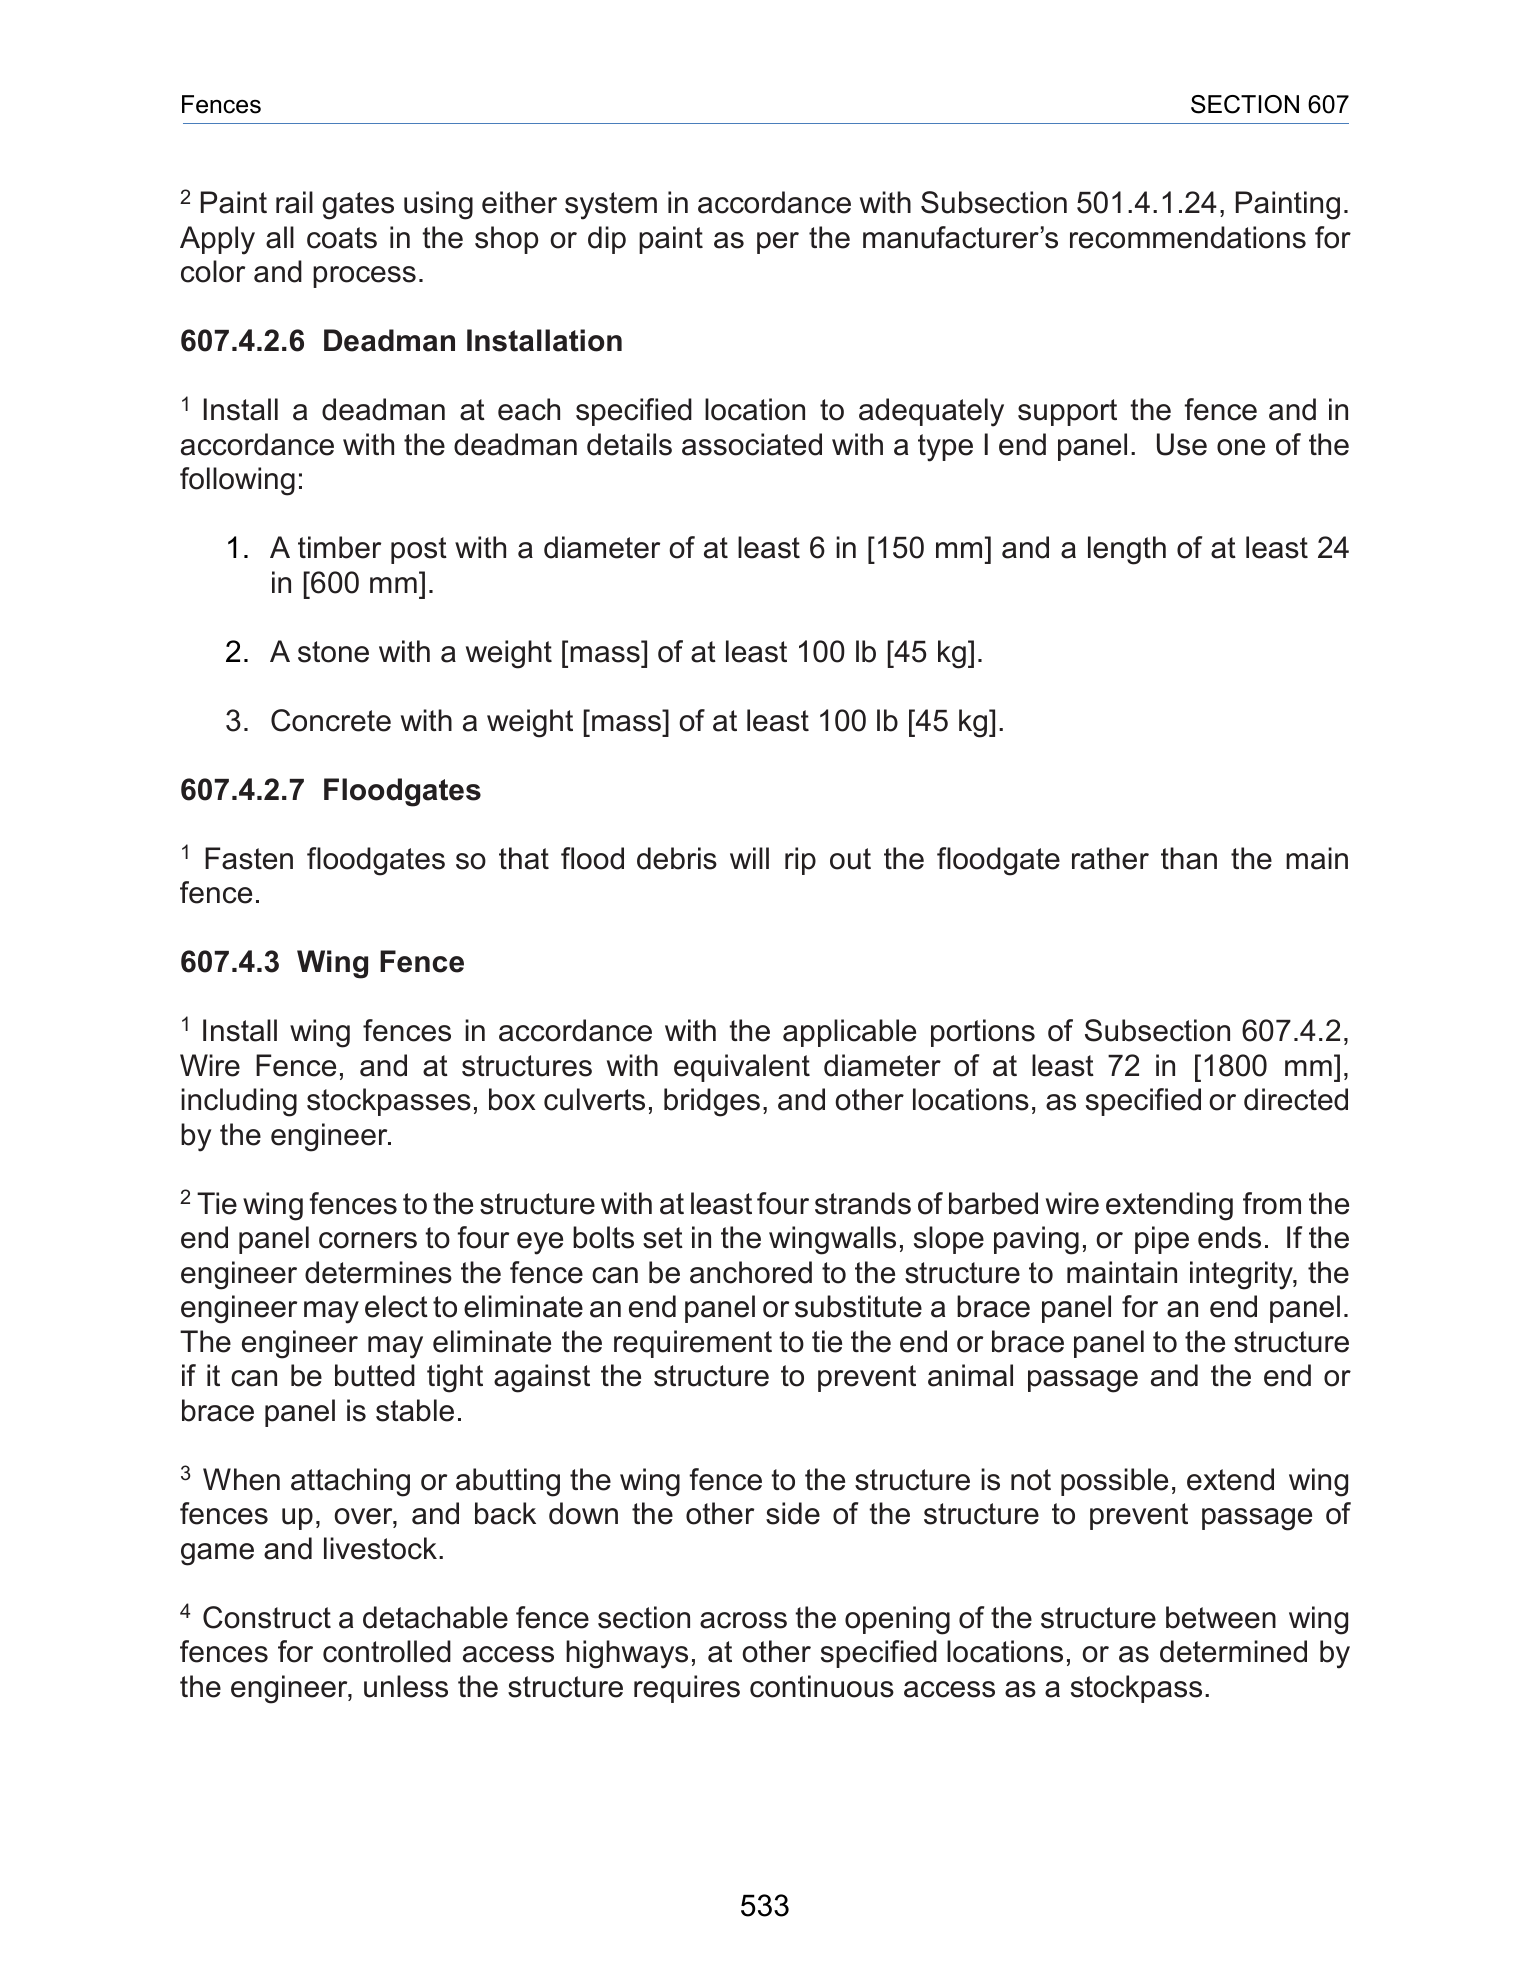 Fences SECTION 607
2 Paint rail gates using either system in accordance with Subsection 501.4.1.24, Painting.
Apply all coats in the shop or dip paint as per the manufacturer’s recommendations for
color and process.
607.4.2.6 Deadman Installation
1 Install a deadman at each specified location to adequately support the fence and in
accordance with the deadman details associated with a type I end panel. Use one of the
following:
1. A timber post with a diameter of at least 6 in [150 mm] and a length of at least 24
in [600 mm].
2. A stone with a weight [mass] of at least 100 lb [45 kg].
3. Concrete with a weight [mass] of at least 100 lb [45 kg].
607.4.2.7 Floodgates
1 Fasten floodgates so that flood debris will rip out the floodgate rather than the main
fence.
607.4.3 Wing Fence
1 Install wing fences in accordance with the applicable portions of Subsection 607.4.2,
Wire Fence, and at structures with equivalent diameter of at least 72 in [1800 mm],
including stockpasses, box culverts, bridges, and other locations, as specified or directed
by the engineer.
2 Tie wing fences to the structure with at least four strands of barbed wire extending from the
end panel corners to four eye bolts set in the wingwalls, slope paving, or pipe ends. If the
engineer determines the fence can be anchored to the structure to maintain integrity, the
engineer may elect to eliminate an end panel or substitute a brace panel for an end panel.
The engineer may eliminate the requirement to tie the end or brace panel to the structure
if it can be butted tight against the structure to prevent animal passage and the end or
brace panel is stable.
3 When attaching or abutting the wing fence to the structure is not possible, extend wing
fences up, over, and back down the other side of the structure to prevent passage of
game and livestock.
4 Construct a detachable fence section across the opening of the structure between wing
fences for controlled access highways, at other specified locations, or as determined by
the engineer, unless the structure requires continuous access as a stockpass.
533